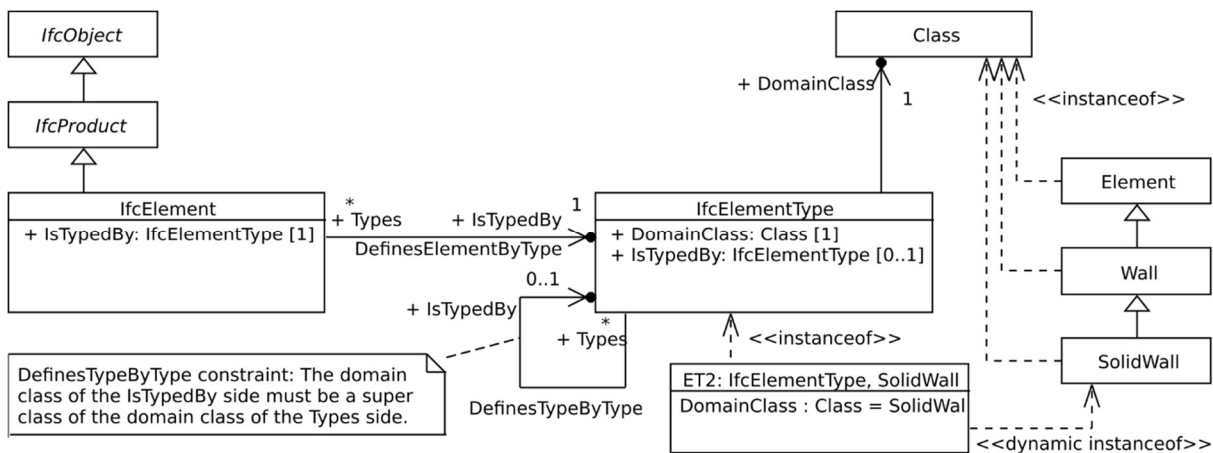 IfcObject
Class
+ DomainClass
1
<<instanceof>>
IfcProduct
Element
IfcElement
+ IsTypedBy: IfcElementType [1]
*
+ Types
+ IsTypedBy
1
DefinesElementByType
IfcElementType
+ DomainClass: Class [1]
+ IsTypedBy: IfcElementType [0..1]
Wall
0..1
+ IsTypedBy
*
+ Types
<<instanceof>>
SolidWall
DefinesTypeByType constraint: The domain
class of the IsTypedBy side must be a super
class of the domain class of the Types side.
DefinesTypeByType
ET2: IfcElementType, SolidWall
DomainClass : Class = SolidWal
<<dynamic instanceof>>